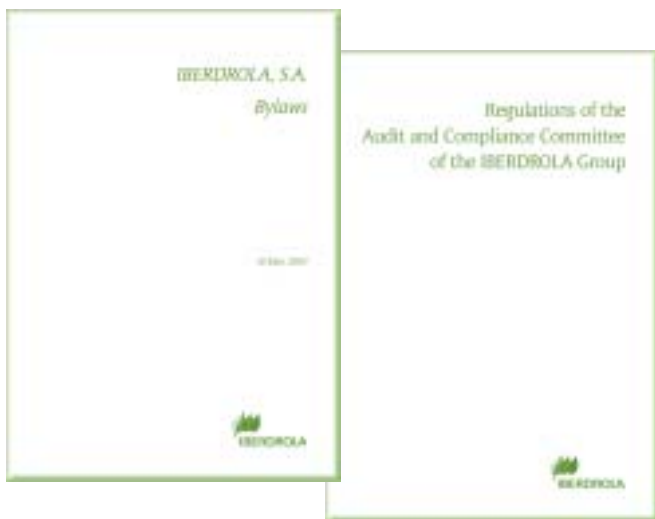 IBERDROLA, S.A.
Bylaws
IBERDROLA
Regulations of the
Audit and Compliance Committee
of the IBERDROLA Group
IBERDROLA